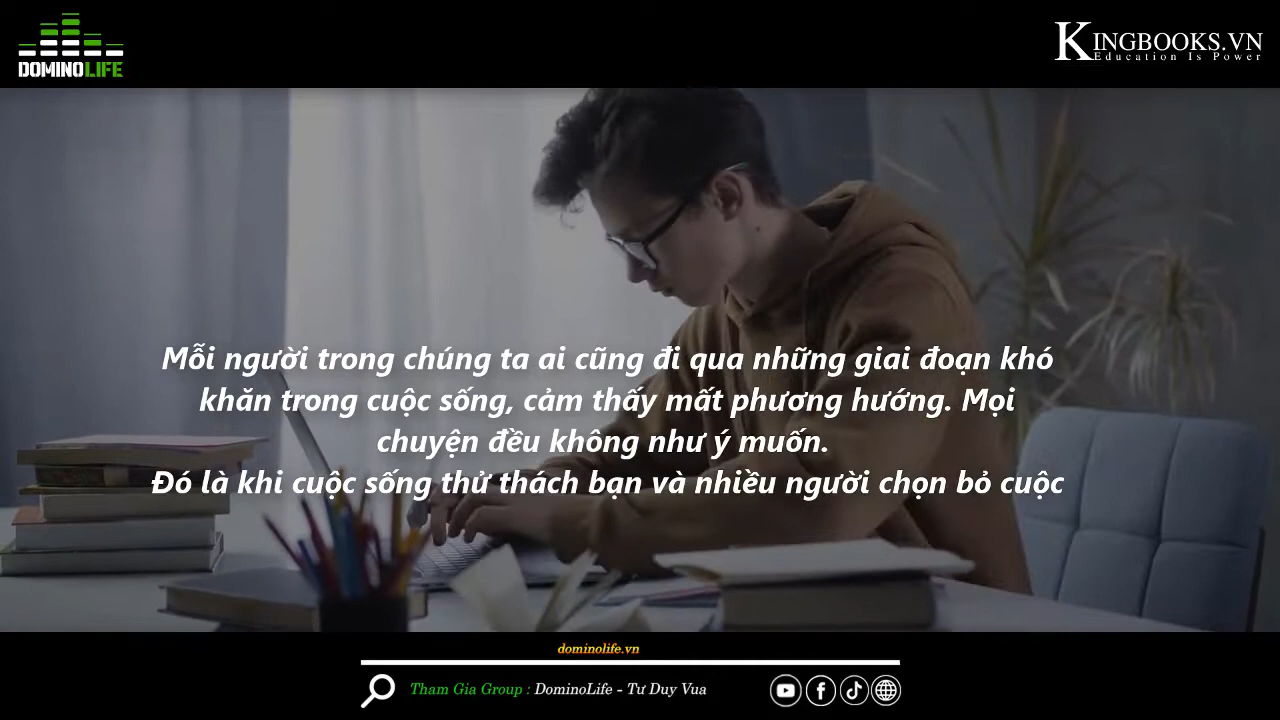 DOMINOLIFE
KINGBOOKS.VN
Education Is Power
Mỗi người trong chúng ta ai cũng đi qua những giai đoạn khó
khăn trong cuộc sống, cảm thấy mất phương hướng. Mọi
chuyện đều không như ý muốn.
Đó là khi cuộc sống thử thách bạn và nhiều người chọn bỏ cuộc
dominolife.vn
Tham Gia Group : DominoLife - Tư Duy Vua